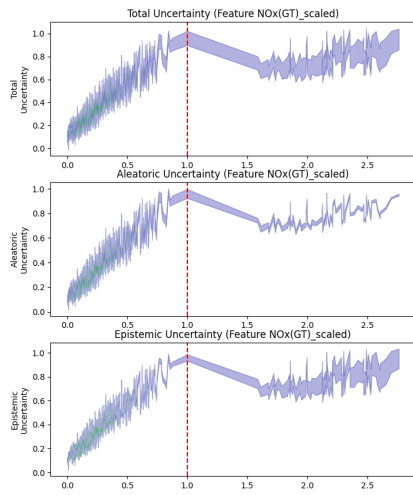 Total Uncertainty (Feature NOx(GT)_scaled)
Total
Uncertainty
1.0
0.8
0.6
0.4
0.2
0.0
0.0 0.5 1.0 1.5 2.0 2.5
Aleatoric Uncertainty (Feature NOx(GT)_scaled)
Aleatoric
Uncertainty
1.0
0.8
0.6
0.4
0.2
0.0
0.0 0.5 1.0 1.5 2.0 2.5
Epistemic Uncertainty (Feature NOx(GT)_scaled)
Epistemic
Uncertainty
1.0
0.8
0.6
0.4
0.2
0.0
0.0 0.5 1.0 1.5 2.0 2.5